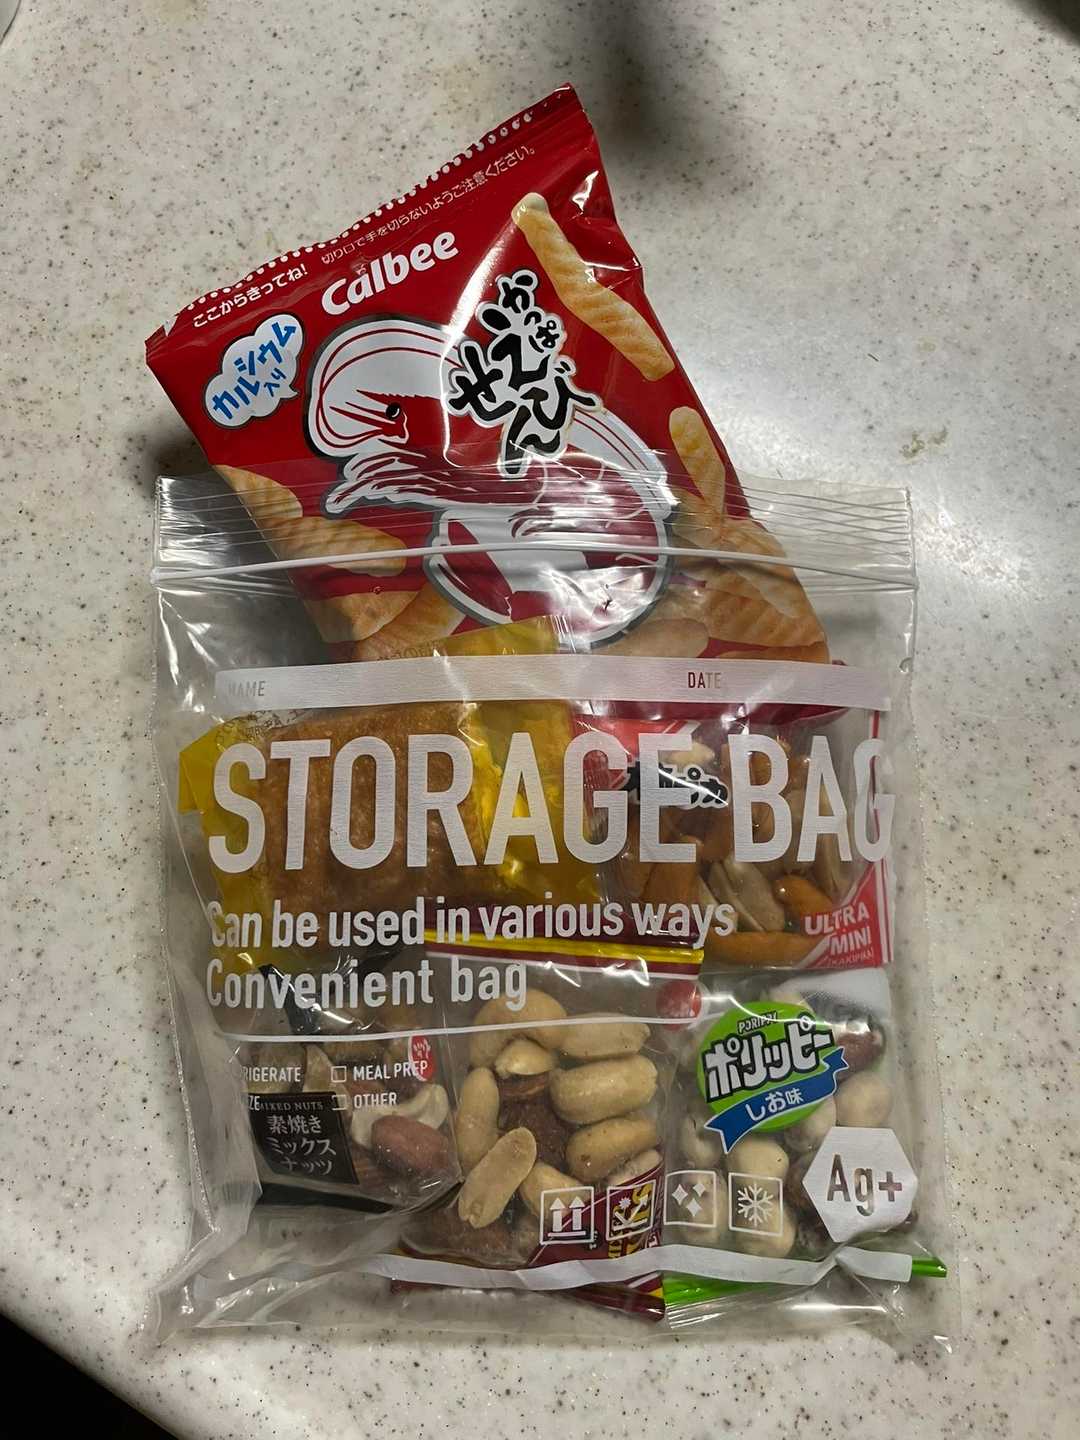 ここからきってね!
切り口で手を切らないようご注意ください。
Calbee
カルシウム
入り
かっぱ
えびせん
NAME
DATE
STORAGE BAG
Can be used in various ways
Convenient bag
ULTRA
MINI
PORIPPY
ポリッピー
しお味
MEAL PREP
OTHER
MIXED NUTS
素焼き
ミックス
ナッツ
Ag+